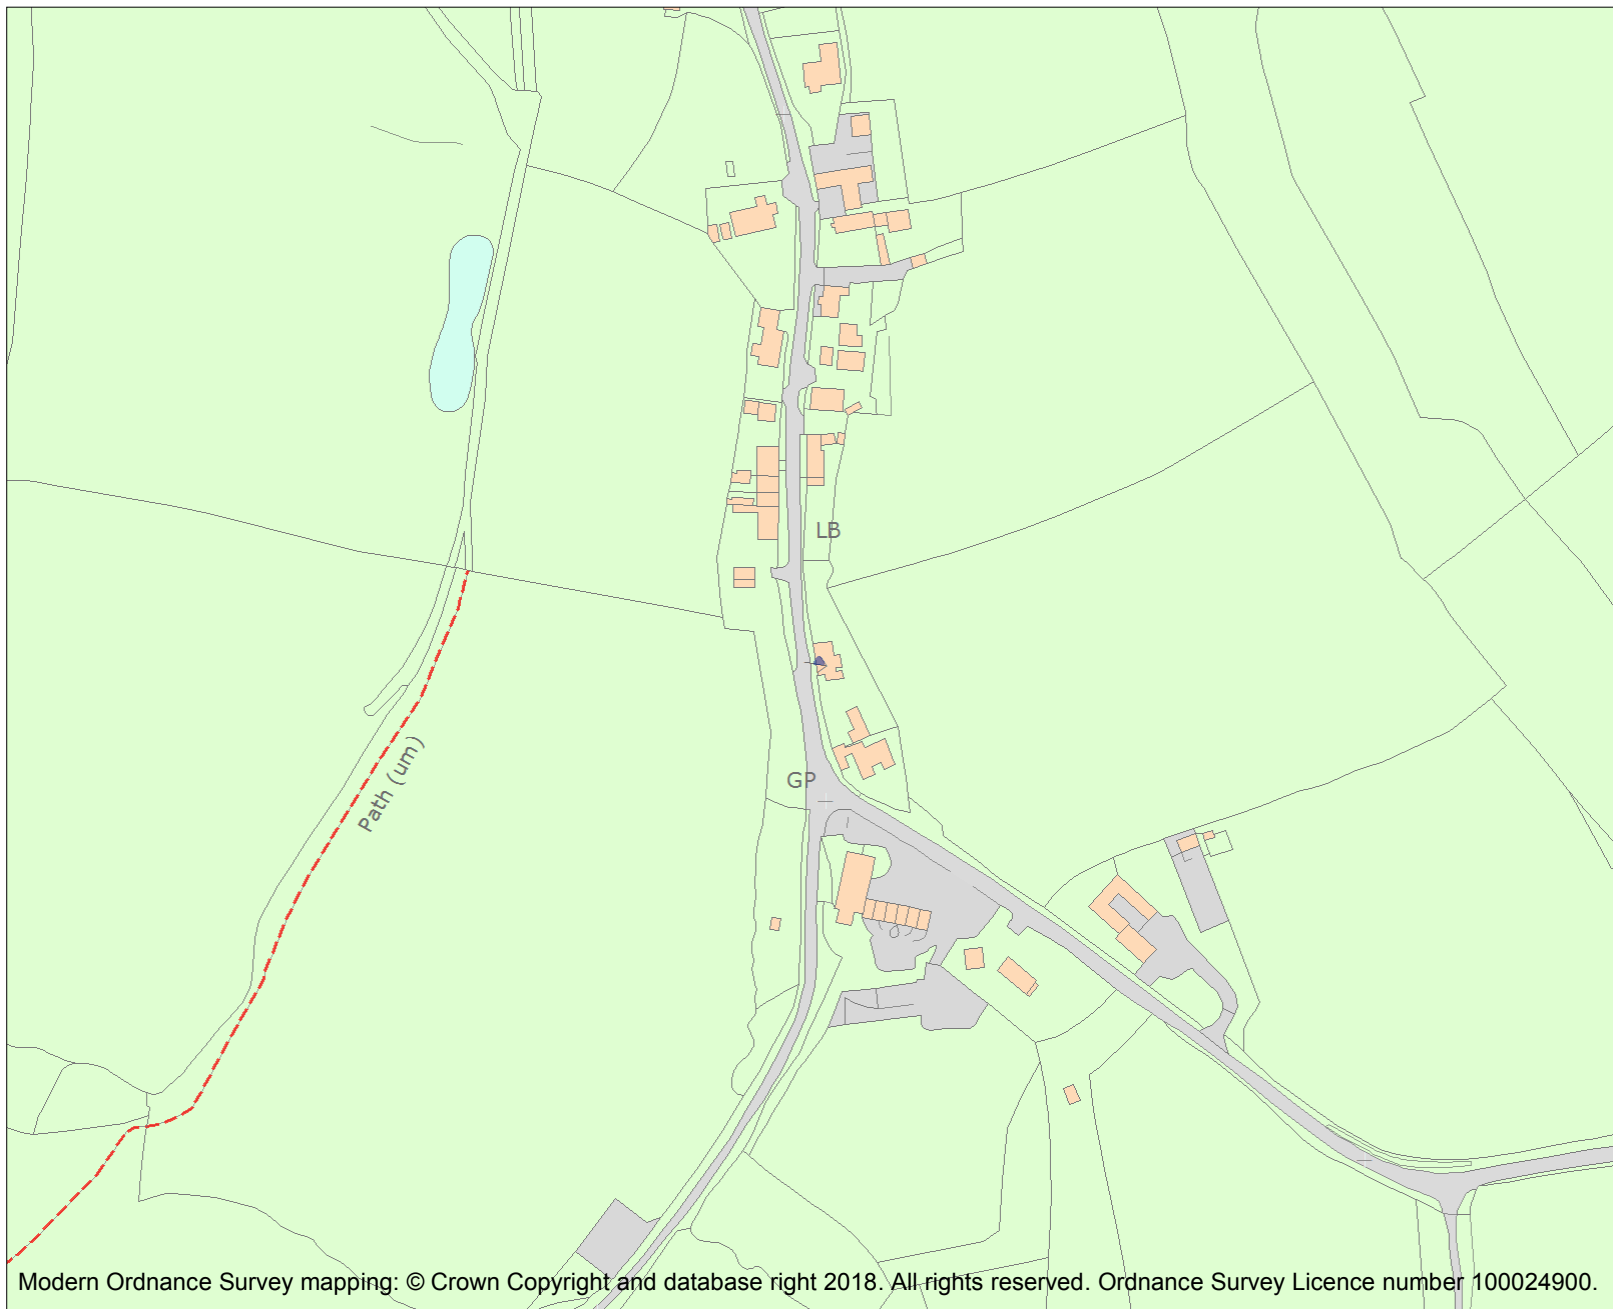 LB
GP
Path (um)
Modern Ordnance Survey mapping: © Crown Copyright and database right 2018. All rights reserved. Ordnance Survey Licence number 100024900.